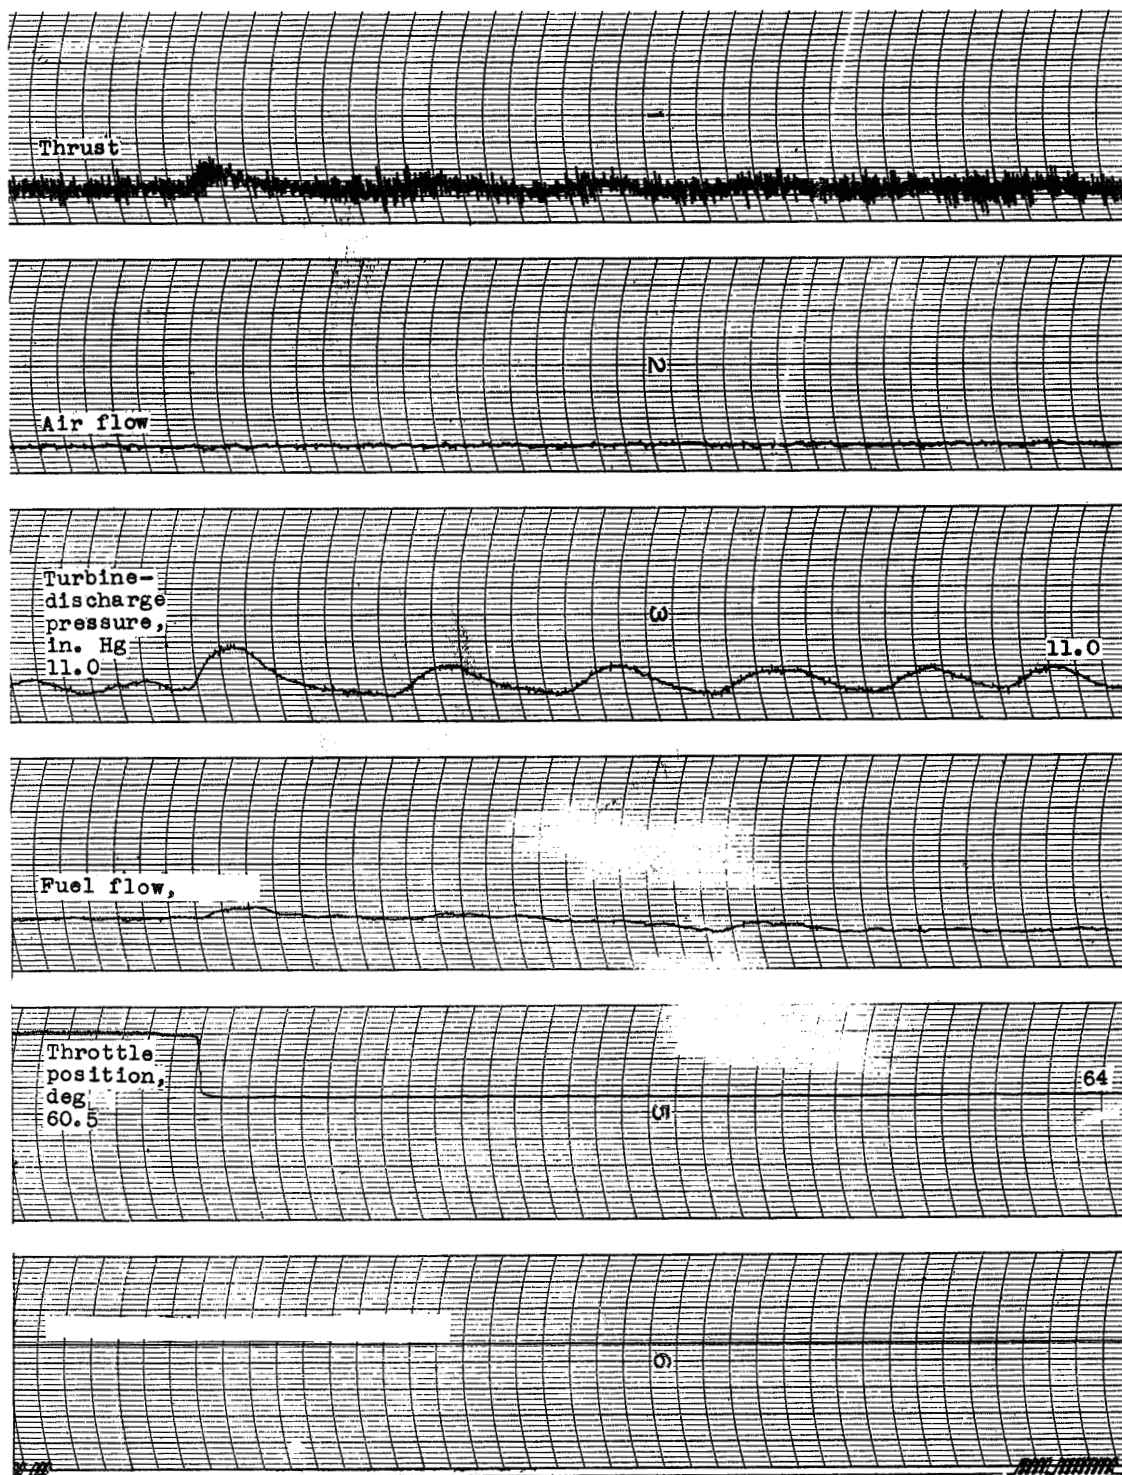 1
Thrust
2
Air flow
3
Turbine-
discharge
pressure,
in. Hg
11.0
11.0
Fuel flow,
Throttle
position,
deg
60.5
64
5
6